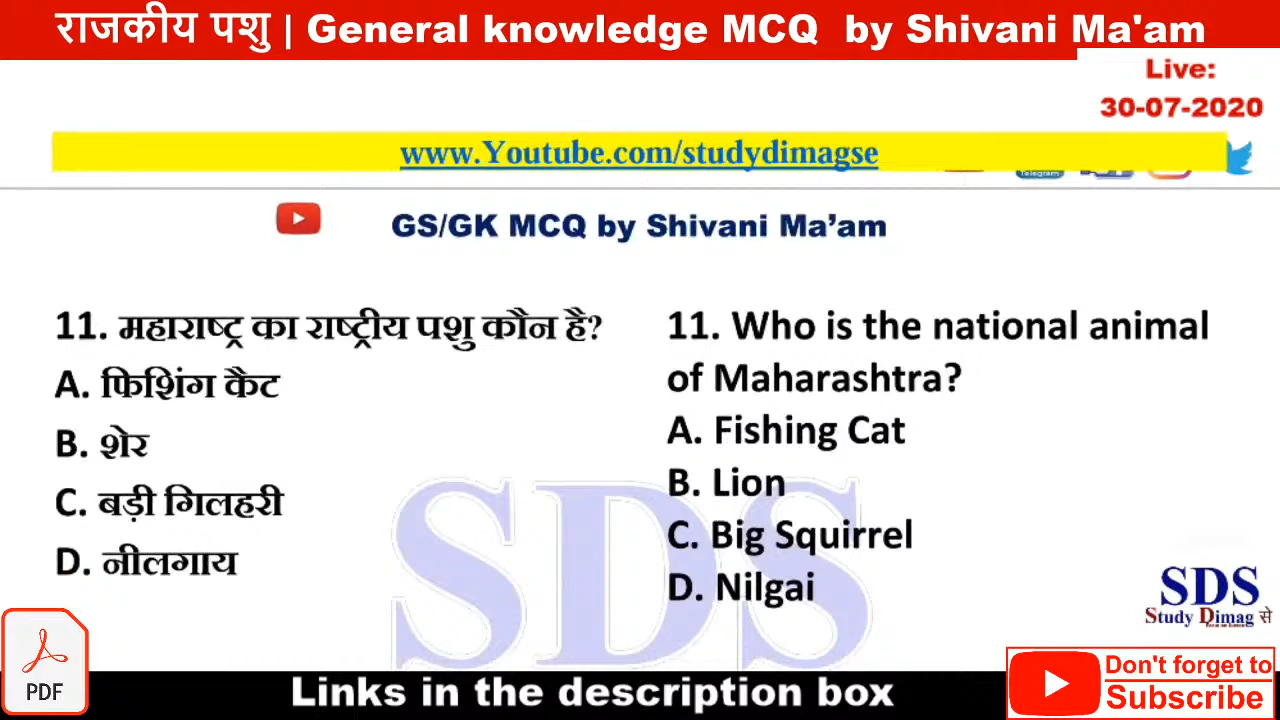 राजकीय पशु | General knowledge MCQ by Shivani Ma'am
Live:
30-07-2020
www.Youtube.com/studydimagse
Telegram
GS/GK MCQ by Shivani Ma’am
11. महाराष्ट्र का राष्ट्रीय पशु कौन है?
A. फिशिंग कैट
B. शेर
C. बड़ी गिलहरी
D. नीलगाय
11. Who is the national animal
of Maharashtra?
A. Fishing Cat
B. Lion
C. Big Squirrel
D. Nilgai
SDS
SDS
Study Dimag से
PDF
Links in the description box
Don't forget to
Subscribe